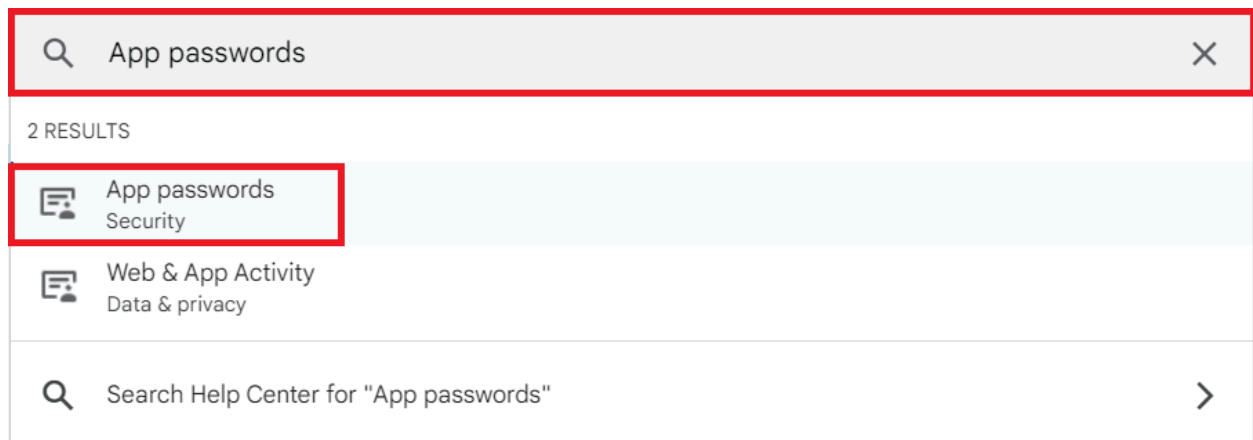 App passwords
2 RESULTS
App passwords
Security
Web & App Activity
Data & privacy
Search Help Center for "App passwords"